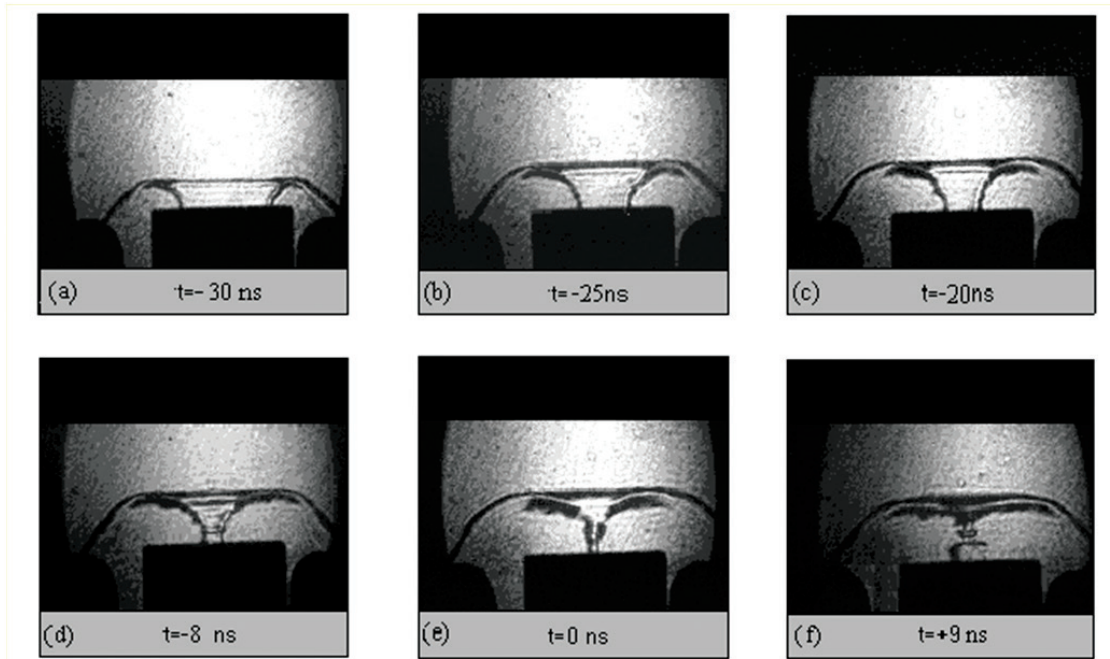 (a) t=- 30 ns
(b) t=-25ns
(c) t=-20ns
(d) t=-8 ns
(e) t=0 ns
(f) t=+9 ns